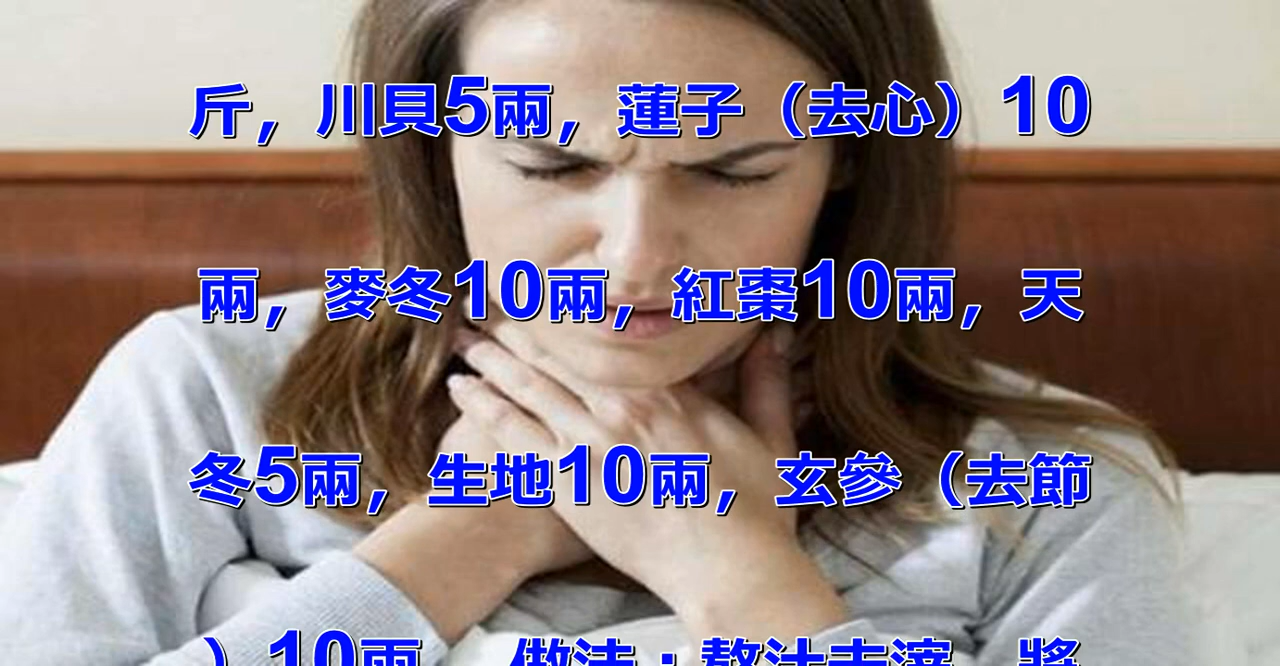 斤，川貝5兩，蓮子（去心）10
兩，麥冬10兩，紅棗10兩，天
冬5兩，生地10兩，玄參（去節
）10兩。 做法：熬汁去滓，將